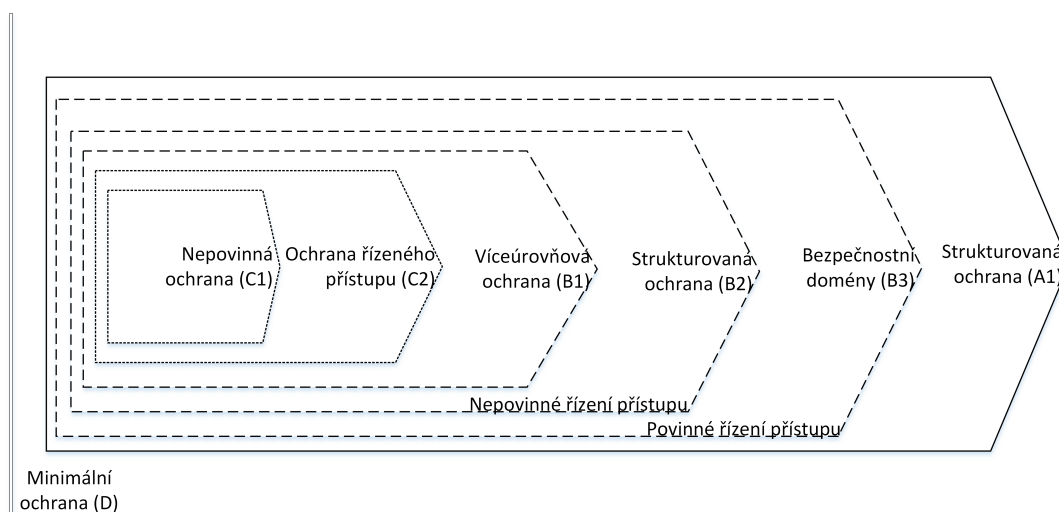 Nepovinná
ochrana (C1)
Ochrana řízeného
přístupu (C2)
Víceúrovňová
ochrana (B1)
Strukturovaná
ochrana (B2)
Bezpečnostní
domény (B3)
Strukturovaná
ochrana (A1)
Nepovinné řízení přístupu
Povinné řízení přístupu
Minimální
ochrana (D)